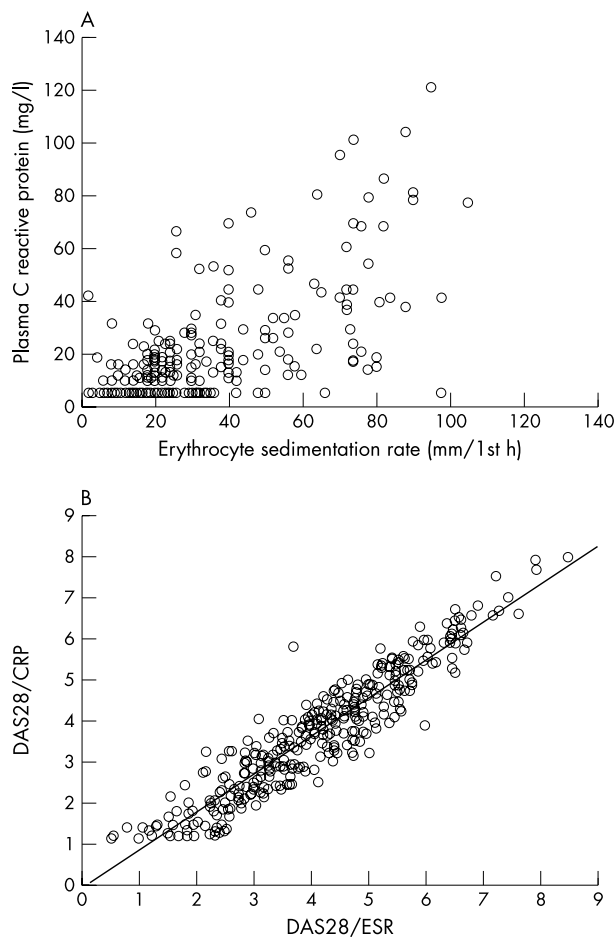 A
140
120
100
80
60
40
20
0
Plasma C reactive protein (mg/l)
0 20 40 60 80 100 120 140
Erythrocyte sedimentation rate (mm/1st h)
B
9
8
7
6
5
4
3
2
1
0
DAS28/CRP
0 1 2 3 4 5 6 7 8 9
DAS28/ESR